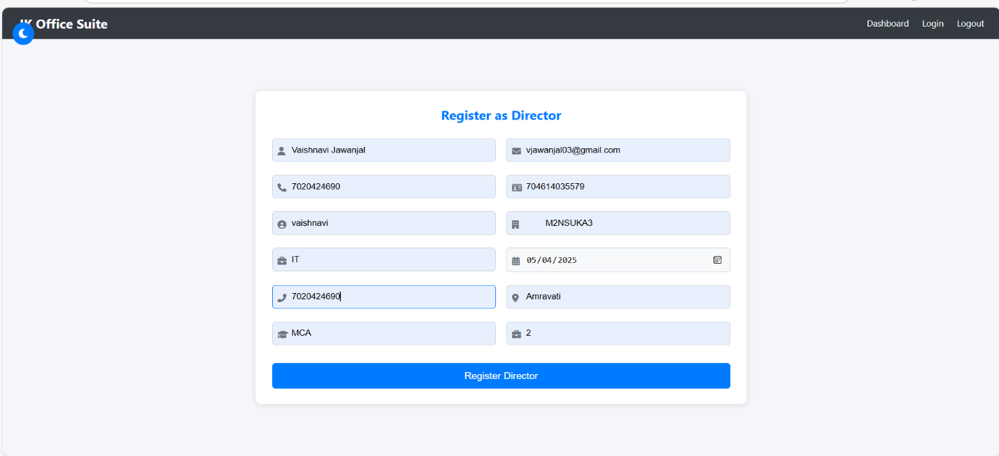 JK Office Suite
Dashboard Login Logout
Register as Director
Vaishnavi Jawanjal
vjawanjal03@gmail.com
7020424690
704614035579
vaishnavi
M2NSUKA3
IT
05/04/2025
7020424690
Amravati
MCA
2
Register Director